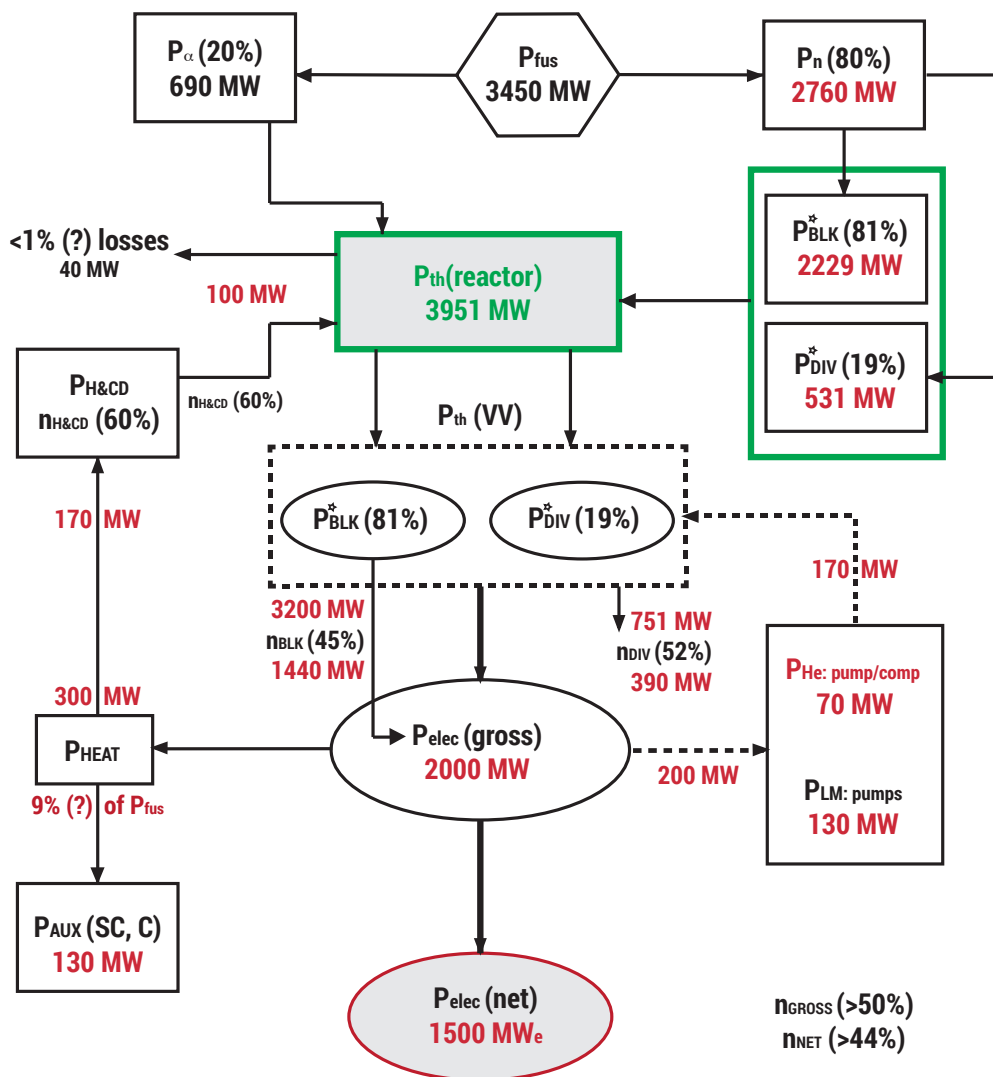 Pα (20%)
690 MW
Pfus
3450 MW
Pn (80%)
2760 MW
<1% (?) losses
40 MW
100 MW
Pth(reactor)
3951 MW
P☆BLK (81%)
2229 MW
P☆DIV (19%)
531 MW
PH&CD
nH&CD (60%)
nH&CD (60%)
Pth (VV)
P☆BLK (81%)
P☆DIV (19%)
170 MW
170 MW
3200 MW
nBLK (45%)
1440 MW
751 MW
nDIV (52%)
390 MW
PHe: pump/comp
70 MW
PLM: pumps
130 MW
300 MW
PHEAT
9% (?) of Pfus
Pelec (gross)
2000 MW
200 MW
PAUX (SC, C)
130 MW
Pelec (net)
1500 MWe
nGROSS (>50%)
nNET (>44%)